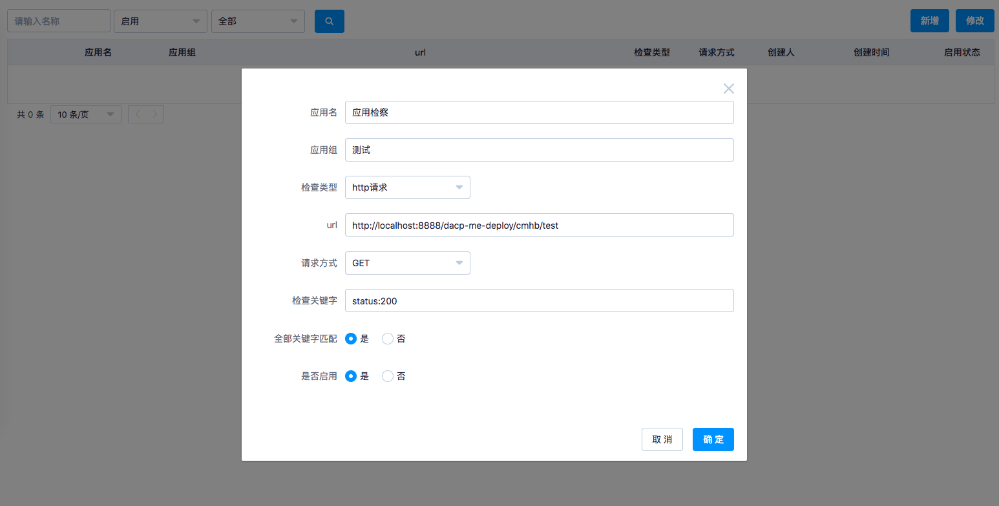 请输入名称 启用 全部 新增 修改
应用名 应用组 url 检查类型 请求方式 创建人 创建时间 启用状态
共 0 条 10 条/页
应用名 应用检察
应用组 测试
检查类型 http请求
url http://localhost:8888/dacp-me-deploy/cmhb/test
请求方式 GET
检查关键字 status:200
全部关键字匹配 是 否
是否启用 是 否
取 消 确 定